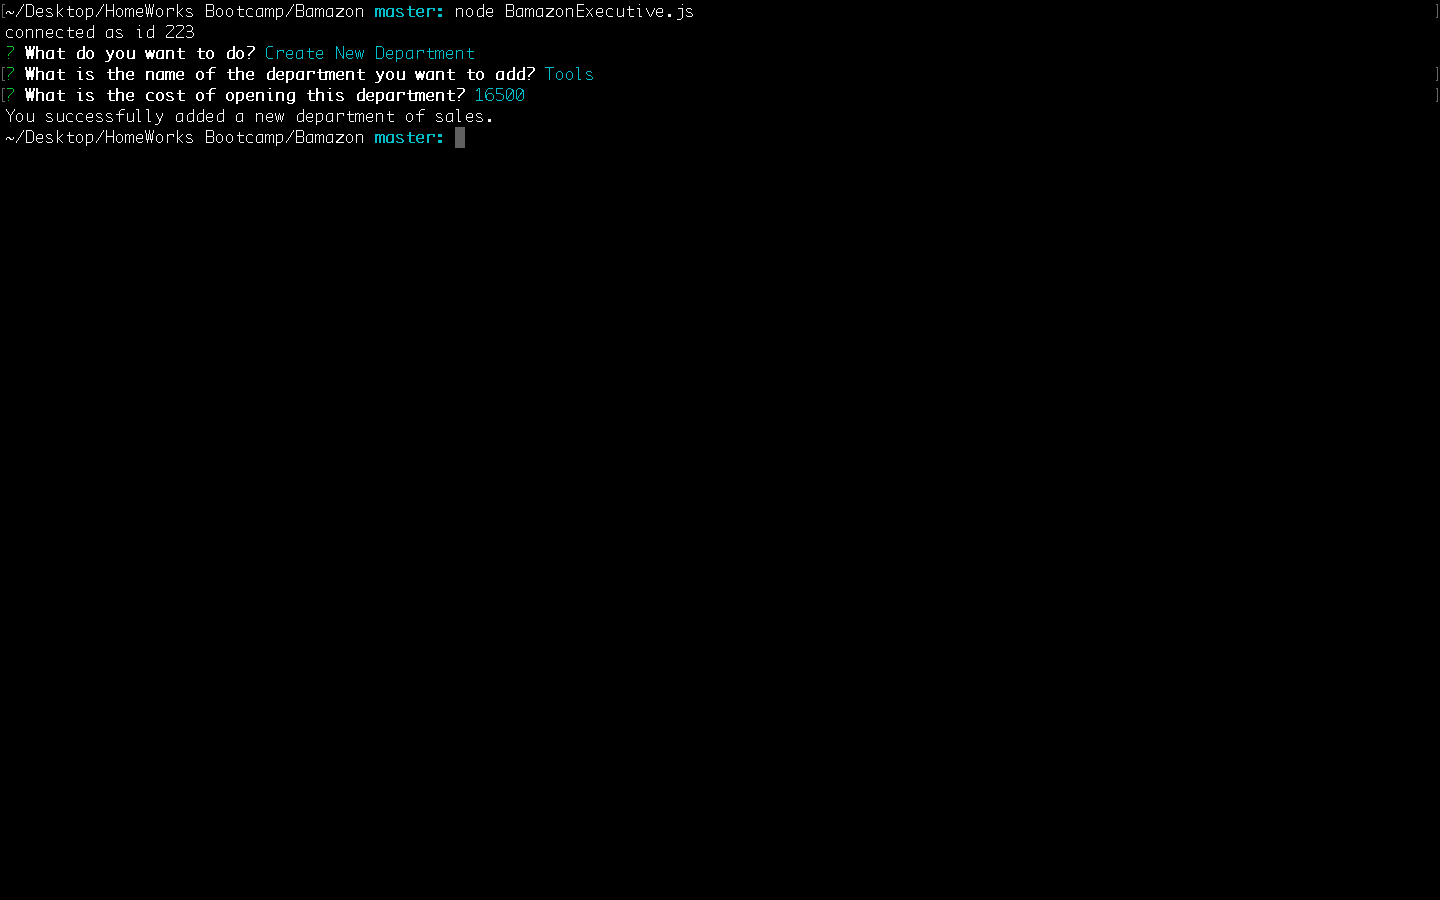 [~/Desktop/HomeWorks Bootcamp/Bamazon master: node BamazonExecutive.js ]
connected as id 223
? What do you want to do? Create New Department
[? What is the name of the department you want to add? Tools ]
[? What is the cost of opening this department? 16500 ]
You successfully added a new department of sales.
~/Desktop/HomeWorks Bootcamp/Bamazon master: